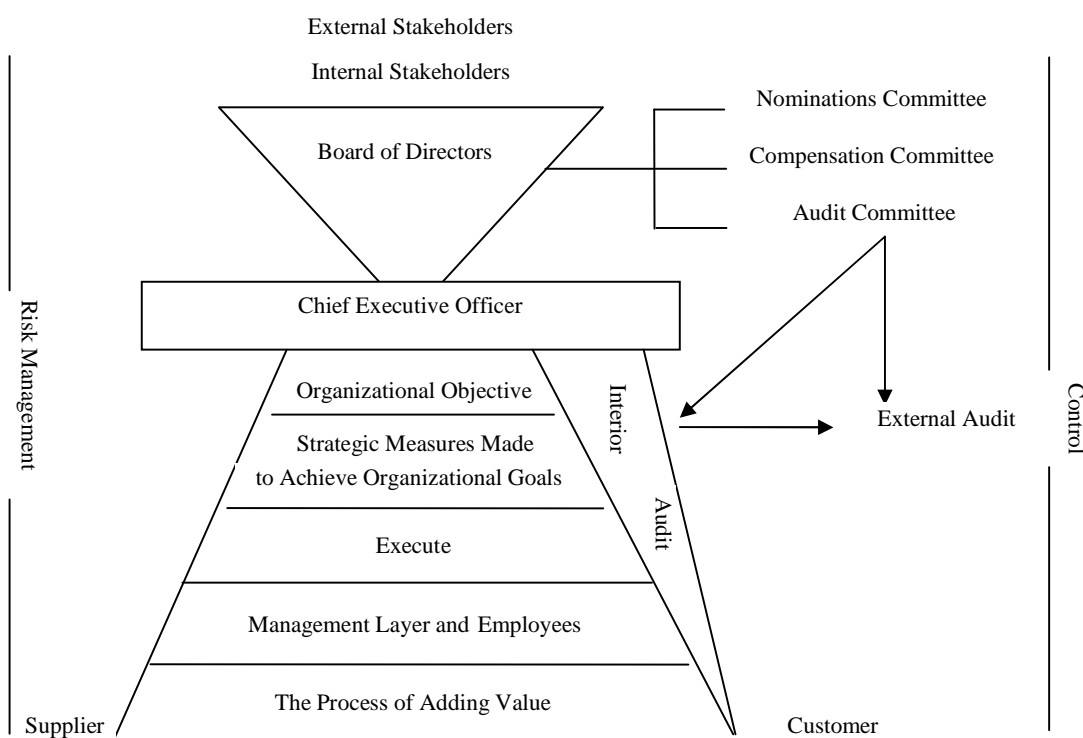 External Stakeholders
Internal Stakeholders
Board of Directors
Nominations Committee
Compensation Committee
Audit Committee
Chief Executive Officer
Risk Management
Organizational Objective
Interior
External Audit
Control
Strategic Measures Made
to Achieve Organizational Goals
Audit
Execute
Management Layer and Employees
The Process of Adding Value
Supplier
Customer